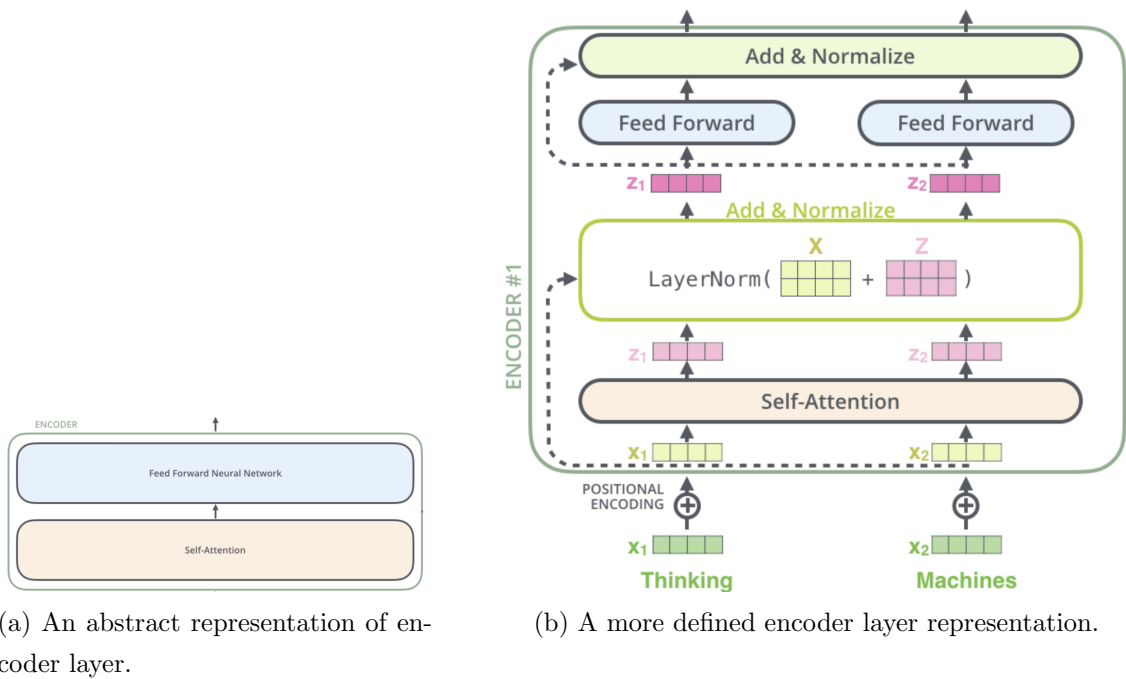 ENCODER
Feed Forward Neural Network
Self-Attention
(a) An abstract representation of en-
coder layer.
ENCODER #1
Add & Normalize
Feed Forward
Feed Forward
z1
z2
Add & Normalize
X
Z
LayerNorm( + )
z1
z2
Self-Attention
x1
x2
POSITIONAL
ENCODING
x1
x2
Thinking
Machines
(b) A more defined encoder layer representation.